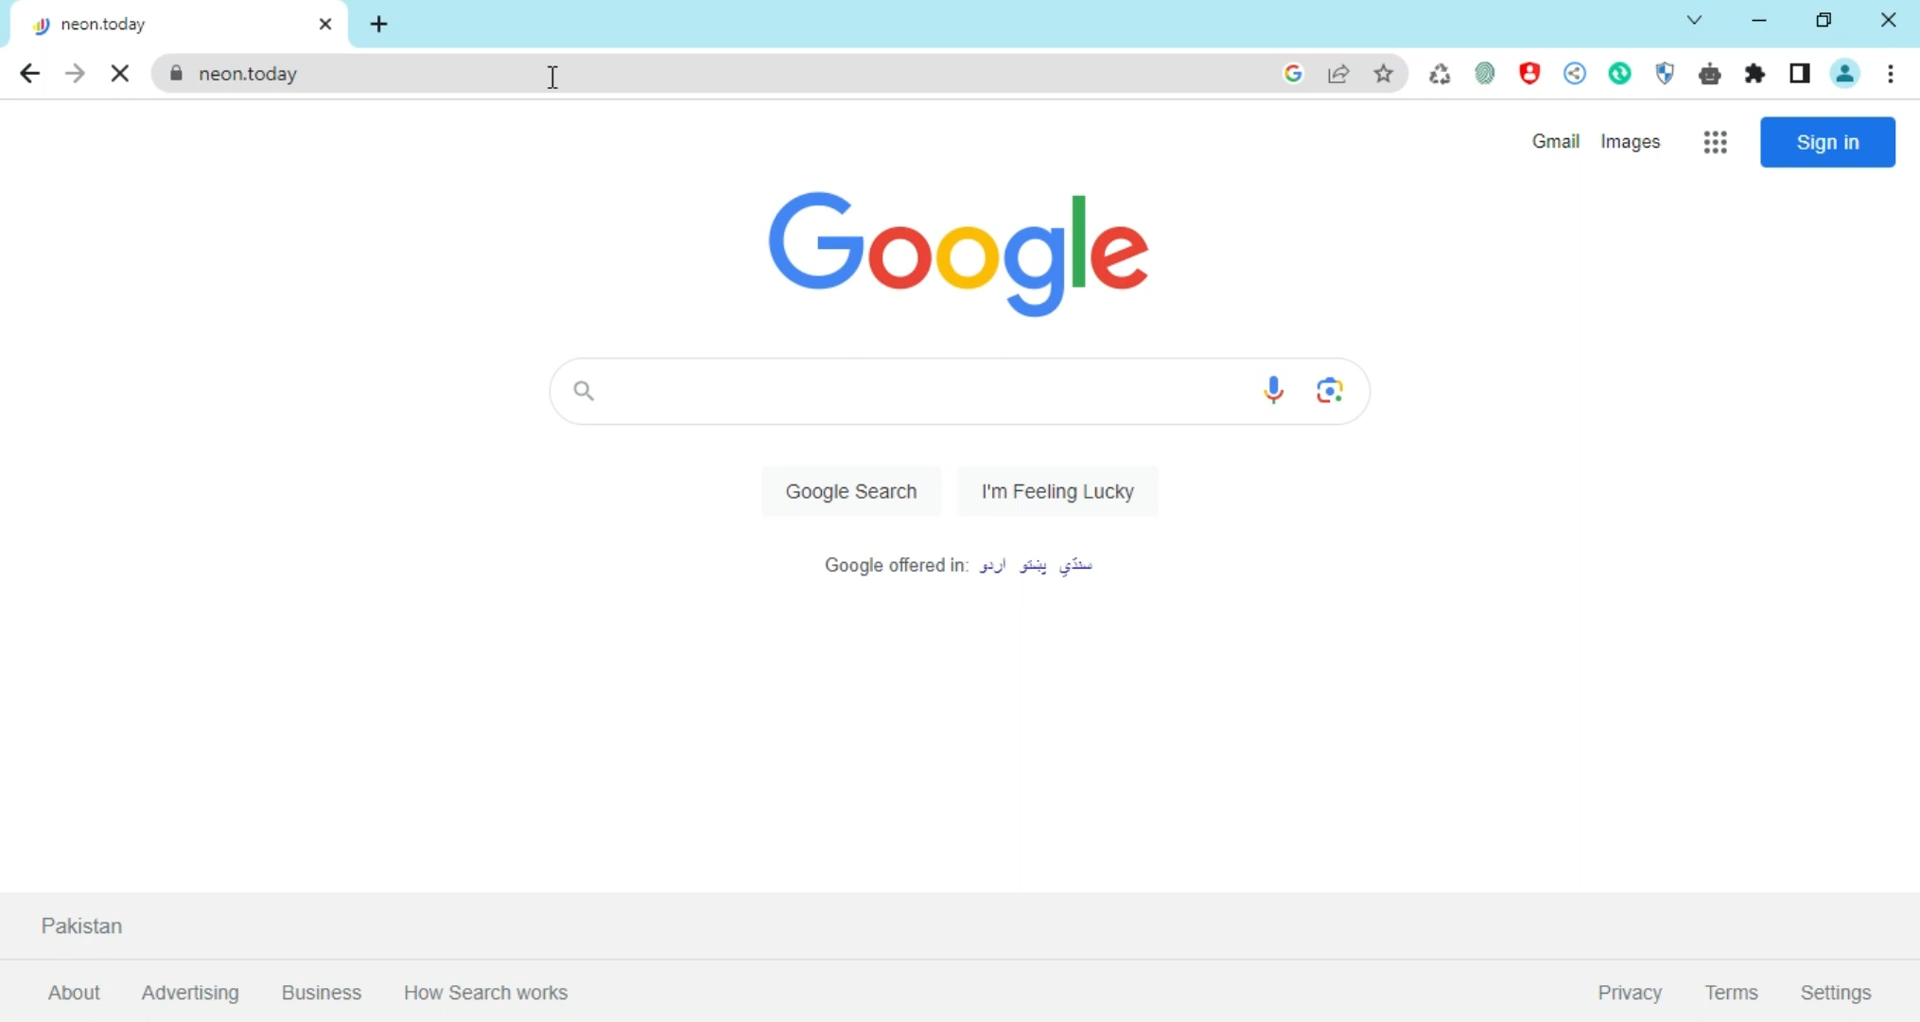 neon.today
neon.today
Gmail Images Sign in
Google
Google Search I'm Feeling Lucky
Google offered in: اردو پښتو سنڌي
Pakistan
About Advertising Business How Search works Privacy Terms Settings